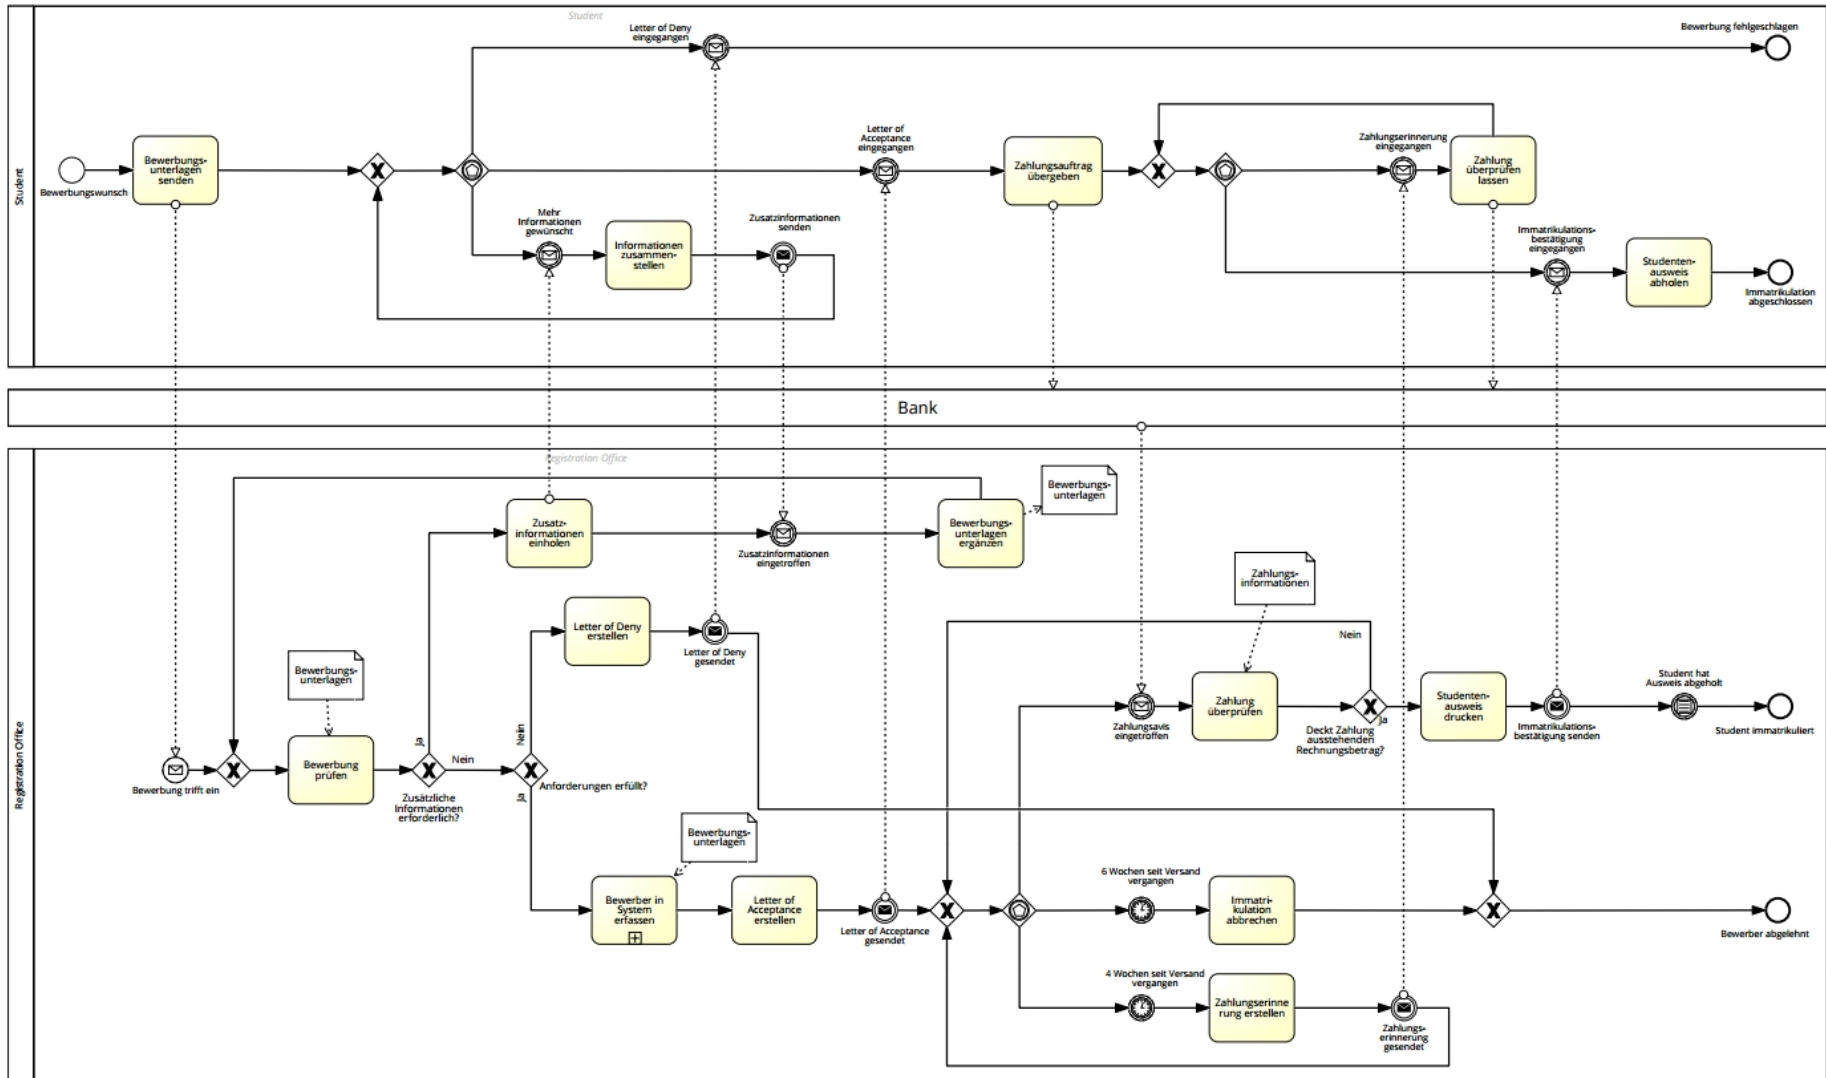 Student
Student
Letter of Deny
eingegangen
Bewerbung fehlgeschlagen
Bewerbungswunsch
Bewerbungs-
unterlagen
senden
Mehr
Informationen
gewünscht
Informationen
zusammen-
stellen
Zusatzinformationen
senden
Letter of
Acceptance
eingegangen
Zahlungsauftrag
übergeben
Zahlungserinnerung
eingegangen
Zahlung
überprüfen
lassen
Immatrikulations-
bestätigung
eingegangen
Studenten-
ausweis
abholen
Immatrikulation
abgeschlossen
Bank
Registration Office
Registration Office
Zusatz-
informationen
einholen
Zusatzinformationen
eingetroffen
Bewerbungs-
unterlagen
ergänzen
Bewerbungs-
unterlagen
Zahlungs-
informationen
Letter of Deny
erstellen
Letter of Deny
gesendet
Nein
Bewerbungs-
unterlagen
Bewerbung trifft ein
Bewerbung
prüfen
Ja
Nein
Zusätzliche
Informationen
erforderlich?
Nein
Ja
Anforderungen erfüllt?
Zahlungsavis
eingetroffen
Zahlung
überprüfen
Ja
Deckt Zahlung
ausstehenden
Rechnungsbetrag?
Studenten-
ausweis
drucken
Immatrikulations-
bestätigung senden
Student hat
Ausweis abgeholt
Student immatrikuliert
Bewerbungs-
unterlagen
Bewerber in
System
erfassen
Letter of
Acceptance
erstellen
Letter of Acceptance
gesendet
6 Wochen seit Versand
vergangen
Immatri-
kulation
abbrechen
Bewerber abgelehnt
4 Wochen seit Versand
vergangen
Zahlungserinne
rung erstellen
Zahlungs-
erinnerung
gesendet